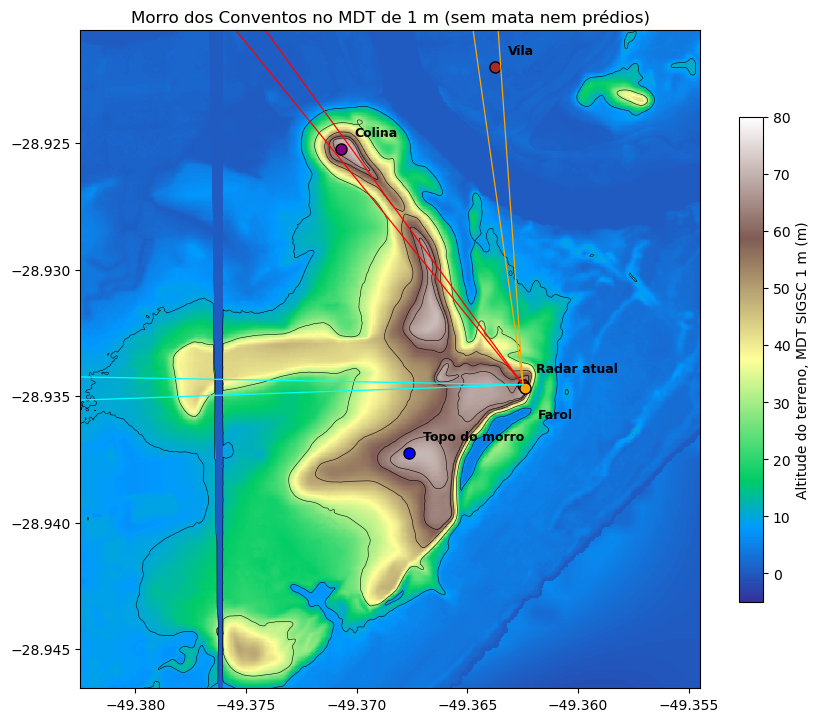 Morro dos Conventos no MDT de 1 m (sem mata nem prédios)
Vila
Colina
Radar atual
Farol
Topo do morro
−28.925
−28.930
−28.935
−28.940
−28.945
−49.380
−49.375
−49.370
−49.365
−49.360
−49.355
80
70
60
50
40
30
20
10
0
Altitude do terreno, MDT SIGSC 1 m (m)